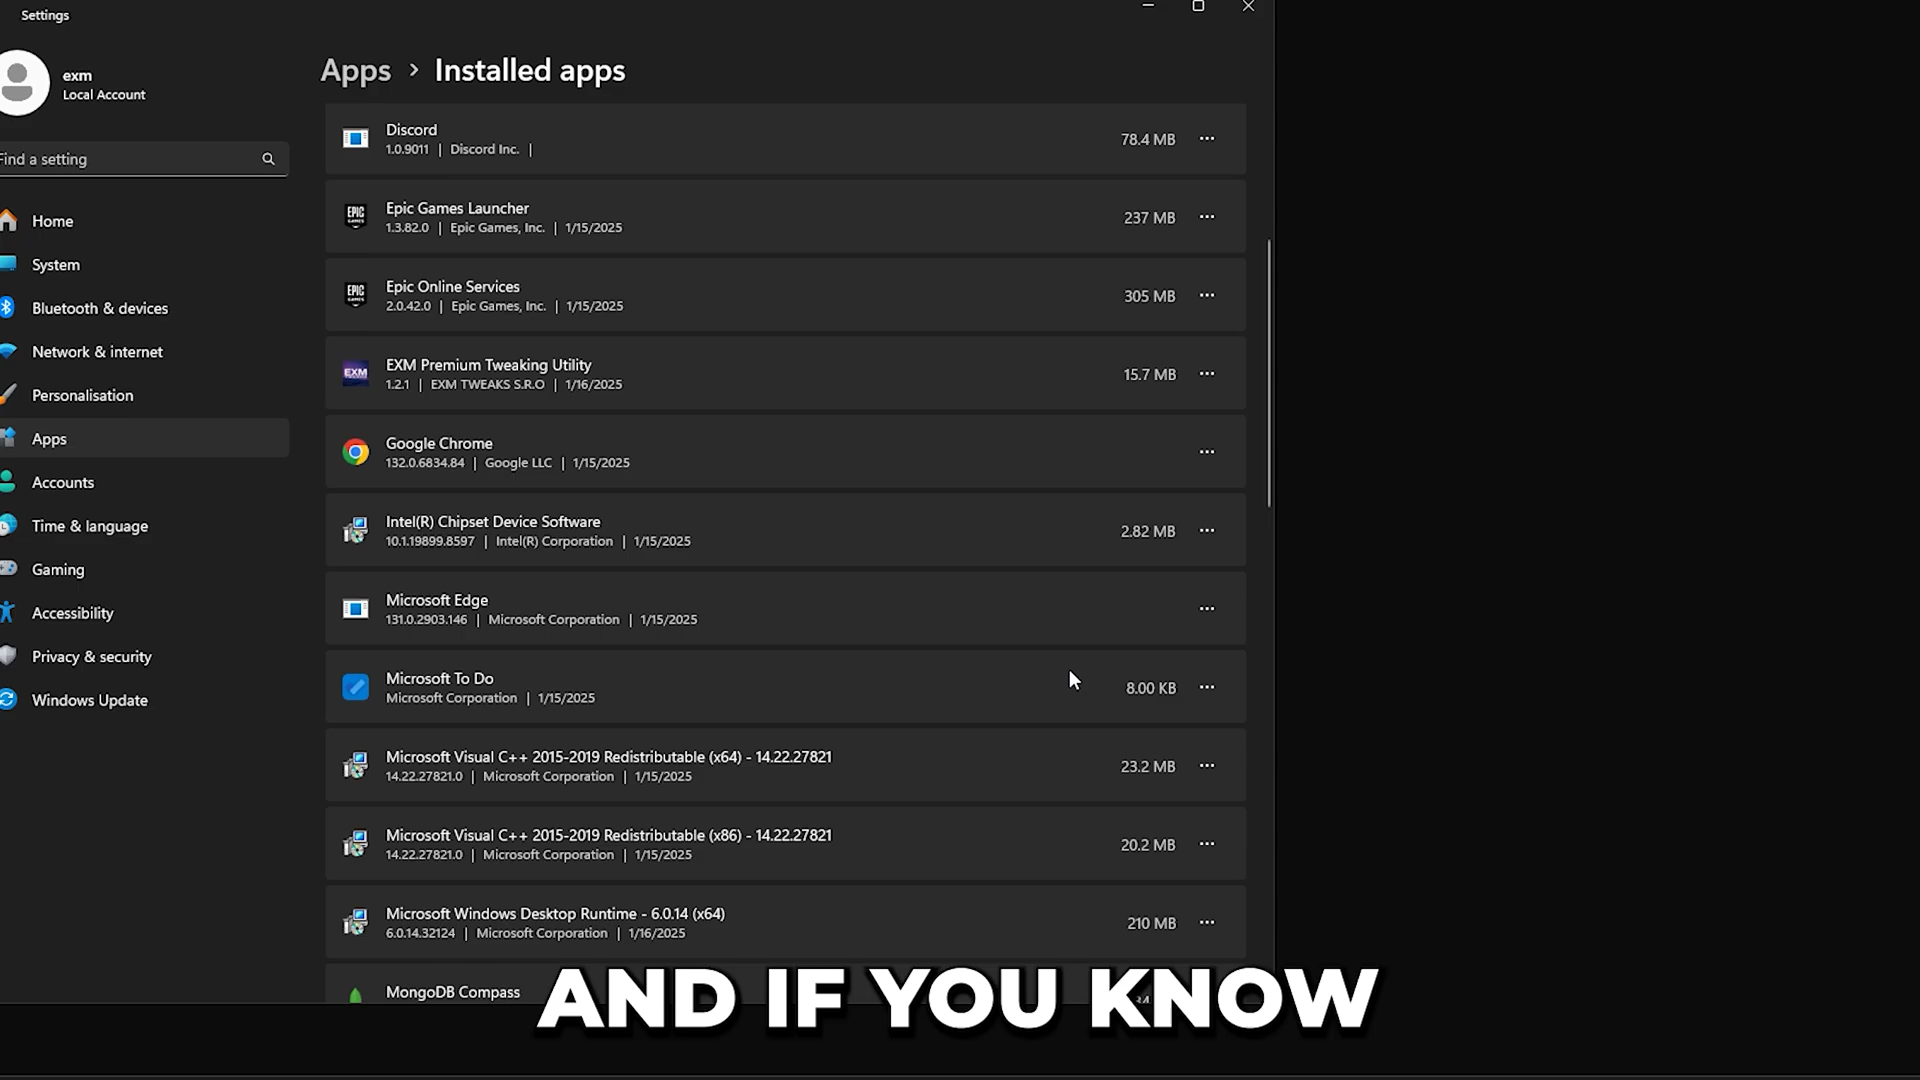 Settings
exm
Local Account
Find a setting
Home
System
Bluetooth & devices
Network & internet
Personalisation
Apps
Accounts
Time & language
Gaming
Accessibility
Privacy & security
Windows Update
Apps > Installed apps
Discord
1.0.9011 | Discord Inc. |
78.4 MB
EPIC GAMES
Epic Games Launcher
1.3.82.0 | Epic Games, Inc. | 1/15/2025
237 MB
EPIC GAMES
Epic Online Services
2.0.42.0 | Epic Games, Inc. | 1/15/2025
305 MB
EXM
EXM Premium Tweaking Utility
1.2.1 | EXM TWEAKS S.R.O | 1/16/2025
15.7 MB
Google Chrome
132.0.6834.84 | Google LLC | 1/15/2025
Intel(R) Chipset Device Software
10.1.19899.8597 | Intel(R) Corporation | 1/15/2025
2.82 MB
Microsoft Edge
131.0.2903.146 | Microsoft Corporation | 1/15/2025
Microsoft To Do
Microsoft Corporation | 1/15/2025
8.00 KB
Microsoft Visual C++ 2015-2019 Redistributable (x64) - 14.22.27821
14.22.27821.0 | Microsoft Corporation | 1/15/2025
23.2 MB
Microsoft Visual C++ 2015-2019 Redistributable (x86) - 14.22.27821
14.22.27821.0 | Microsoft Corporation | 1/15/2025
20.2 MB
Microsoft Windows Desktop Runtime - 6.0.14 (x64)
6.0.14.32124 | Microsoft Corporation | 1/16/2025
210 MB
MongoDB Compass
AND IF YOU KNOW